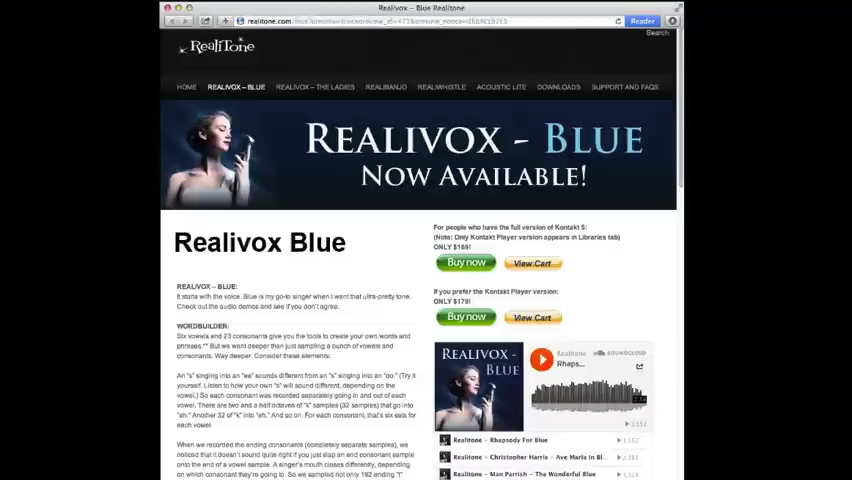 Realivox – Blue Realitone
realitone.com
Reader
Search
RealiTone
HOME REALIVOX – BLUE REALIVOX – THE LADIES REALIBANJO REALIWHISTLE ACOUSTIC LITE DOWNLOADS SUPPORT AND FAQS
REALIVOX - BLUE
NOW AVAILABLE!
Realivox Blue
REALIVOX – BLUE:
It starts with the voice. Blue is my go-to singer when I want that ultra-pretty tone.
Check out the audio demos and see if you don't agree.
WORDBUILDER:
Six vowels and 23 consonants give you the tools to create your own words and
phrases.** But we went deeper than just sampling a bunch of vowels and
consonants. Way deeper. Consider these elements:
An "s" singing into an "ee" sounds different from an "s" singing into an "oo." (Try it
yourself. Listen to how your own "s" will sound different, depending on the
vowel.) So each consonant was recorded separately going in and out of each
vowel. There are two and a half octaves of "k" samples (32 samples) that go into
"ah." Another 32 of "k" into "eh." And so on. For each consonant, that's six sets for
each vowel.
When we recorded the ending consonants (completely separate samples), we
noticed that it doesn't sound quite right if you just slap an end consonant sample
onto the end of a vowel sample. A singer's mouth closes differently, depending
on which consonant they're going to. So we sampled not only 192 ending "t"
For people who have the full version of Kontakt 5:
(Note: Only Kontakt Player version appears in Libraries tab)
ONLY $169!
Buy now View Cart
If you prefer the Kontakt Player version:
ONLY $179!
Buy now View Cart
REALIVOX -
BLUE
Realitone
SOUNDCLOUD
Rhaps...
Realitone – Rhapsody For Blue
Realitone – Christopher Harris – Ave Maria In Bl...
Realitone – Man Parrish – The Wonderful Blue